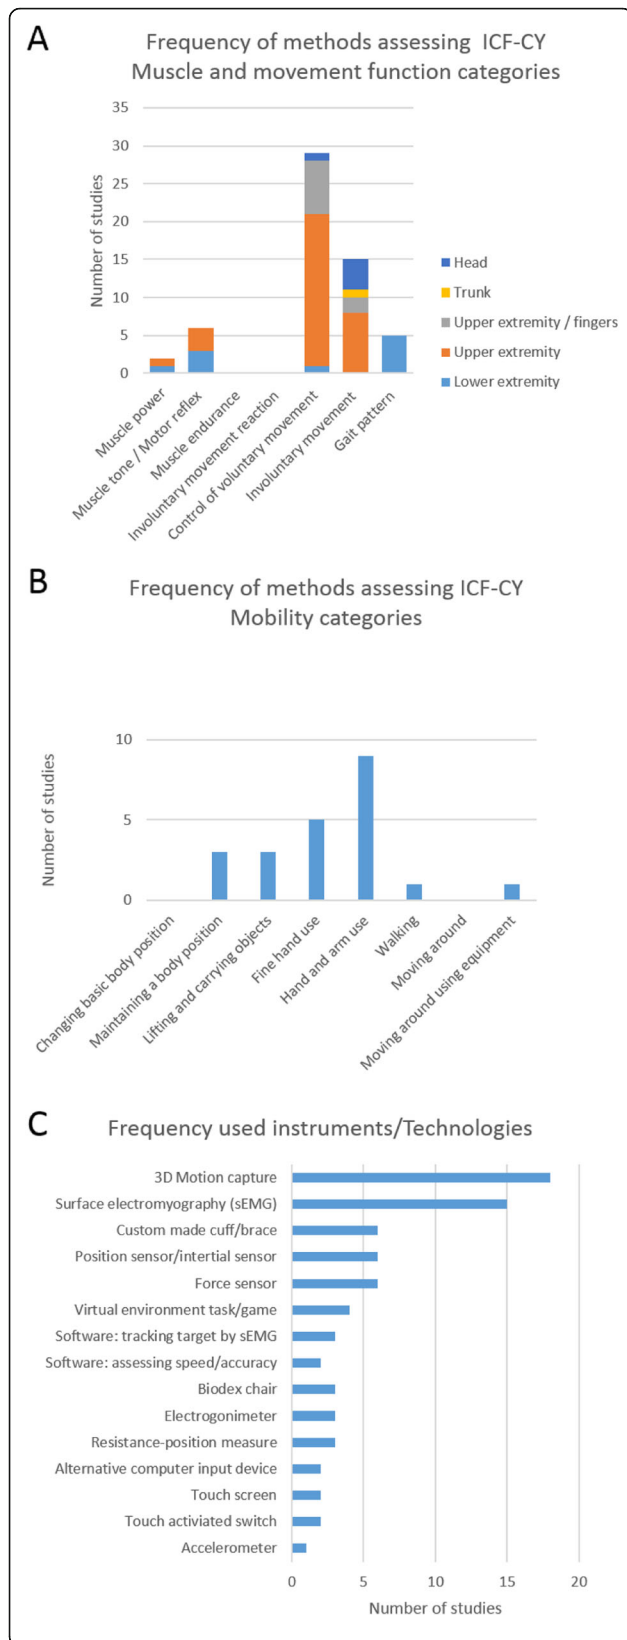 A
Frequency of methods assessing ICF-CY
Muscle and movement function categories
35
30
25
20
15
10
5
0
Number of studies
Muscle power
Muscle tone / Motor reflex
Muscle endurance
Involuntary movement reaction
Control of voluntary movement
Involuntary movement
Gait pattern
Head
Trunk
Upper extremity / fingers
Upper extremity
Lower extremity
B
Frequency of methods assessing ICF-CY
Mobility categories
10
5
0
Number of studies
Changing basic body position
Maintaining a body position
Lifting and carrying objects
Fine hand use
Hand and arm use
Walking
Moving around
Moving around using equipment
C
Frequency used instruments/Technologies
3D Motion capture
Surface electromyography (sEMG)
Custom made cuff/brace
Position sensor/intertial sensor
Force sensor
Virtual environment task/game
Software: tracking target by sEMG
Software: assessing speed/accuracy
Biodex chair
Electrogonimeter
Resistance-position measure
Alternative computer input device
Touch screen
Touch activiated switch
Accelerometer
0 5 10 15 20
Number of studies